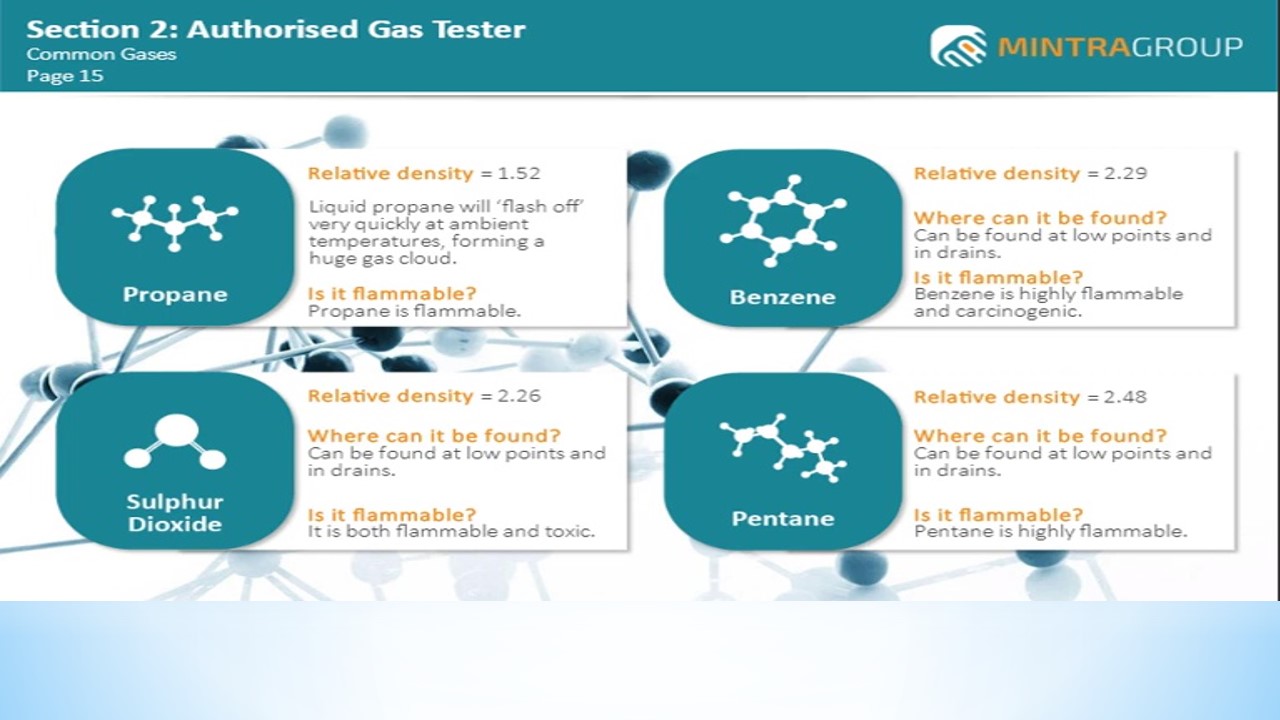 Section 2: Authorised Gas Tester
Common Gases
Page 15
MINTRAGROUP
Propane
Relative density = 1.52
Liquid propane will ‘flash off’
very quickly at ambient
temperatures, forming a
huge gas cloud.
Is it flammable?
Propane is flammable.
Benzene
Relative density = 2.29
Where can it be found?
Can be found at low points and
in drains.
Is it flammable?
Benzene is highly flammable
and carcinogenic.
Sulphur
Dioxide
Relative density = 2.26
Where can it be found?
Can be found at low points and
in drains.
Is it flammable?
It is both flammable and toxic.
Pentane
Relative density = 2.48
Where can it be found?
Can be found at low points and
in drains.
Is it flammable?
Pentane is highly flammable.